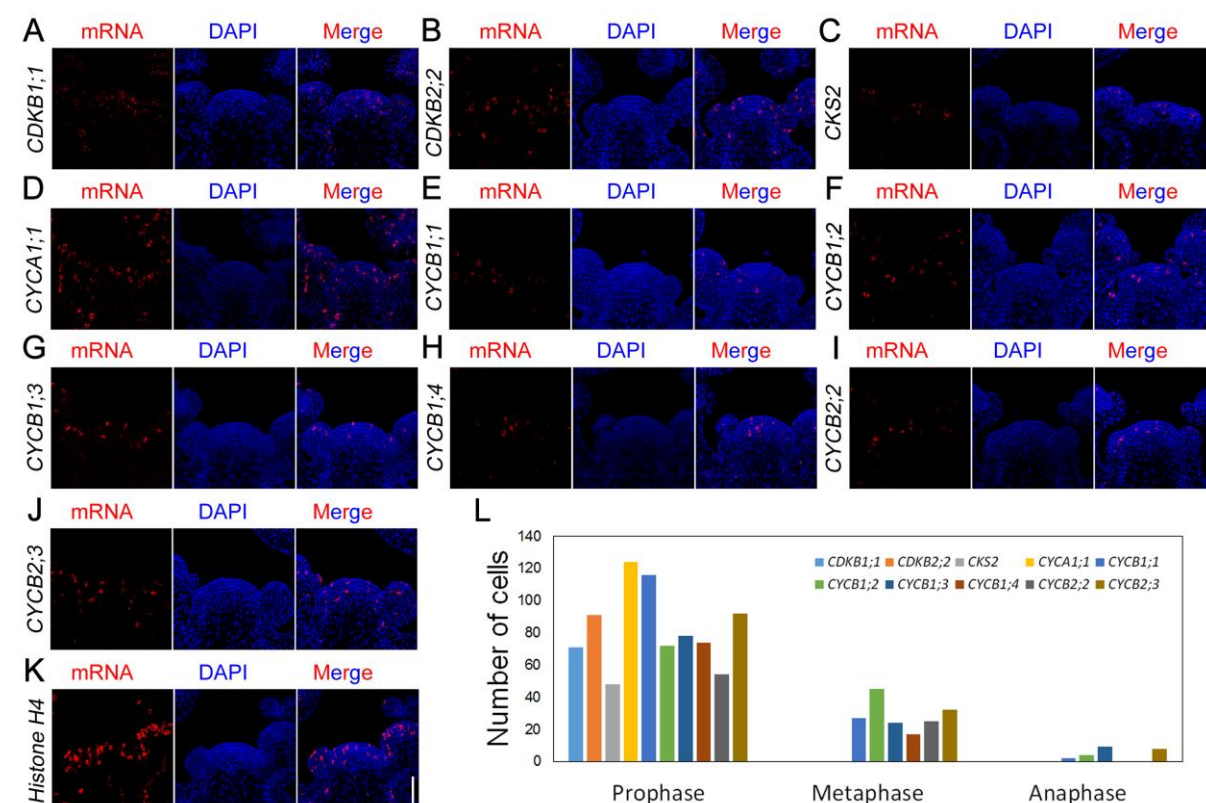 A mRNA DAPI Merge B mRNA DAPI Merge C mRNA DAPI Merge
CDKB1;1 CDKB2;2 CKS2
D mRNA DAPI Merge E mRNA DAPI Merge F mRNA DAPI Merge
CYCA1;1 CYCB1;1 CYCB1;2
G mRNA DAPI Merge H mRNA DAPI Merge I mRNA DAPI Merge
CYCB1;3 CYCB1;4 CYCB2;2
J mRNA DAPI Merge
CYCB2;3
K mRNA DAPI Merge
Histone H4
L
Number of cells
140
120
100
80
60
40
20
0
CDKB1;1 CDKB2;2 CKS2 CYCA1;1 CYCB1;1
CYCB1;2 CYCB1;3 CYCB1;4 CYCB2;2 CYCB2;3
Prophase Metaphase Anaphase